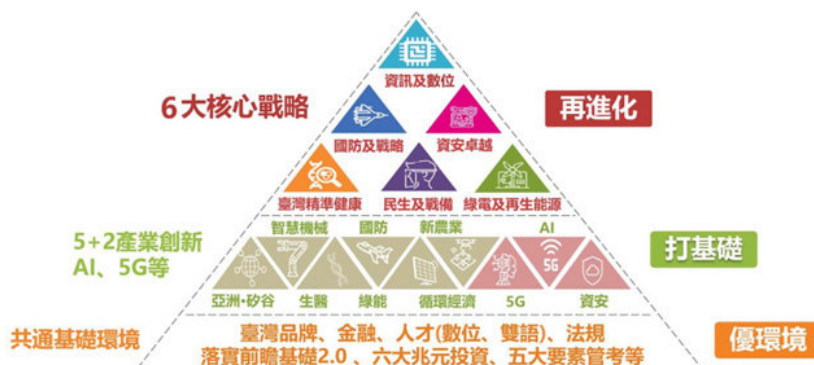 資訊及數位
6大核心戰略
再進化
國防及戰略
資安卓越
臺灣精準健康
民生及戰備
綠電及再生能源
智慧機械
國防
新農業
AI
5+2產業創新
AI、5G等
5G
打基礎
亞洲·矽谷
生醫
綠能
循環經濟
5G
資安
共通基礎環境
臺灣品牌、金融、人才(數位、雙語)、法規
落實前瞻基礎2.0、六大兆元投資、五大要素管考等
優環境